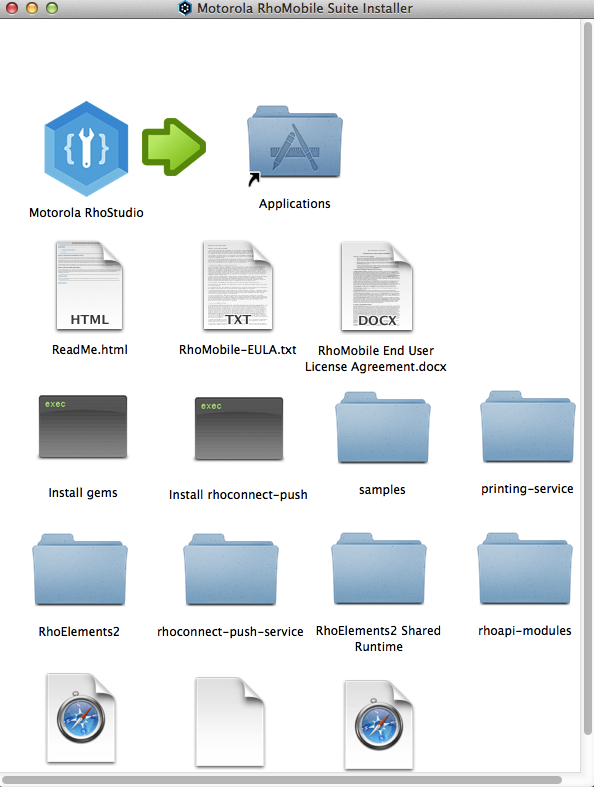 Motorola RhoMobile Suite Installer
Motorola RhoStudio
Applications
HTML
TXT
DOCX
ReadMe.html
RhoMobile-EULA.txt
RhoMobile End User
License Agreement.docx
exec
exec
Install gems
Install rhoconnect-push
samples
printing-service
RhoElements2
rhoconnect-push-service
RhoElements2 Shared
Runtime
rhoapi-modules